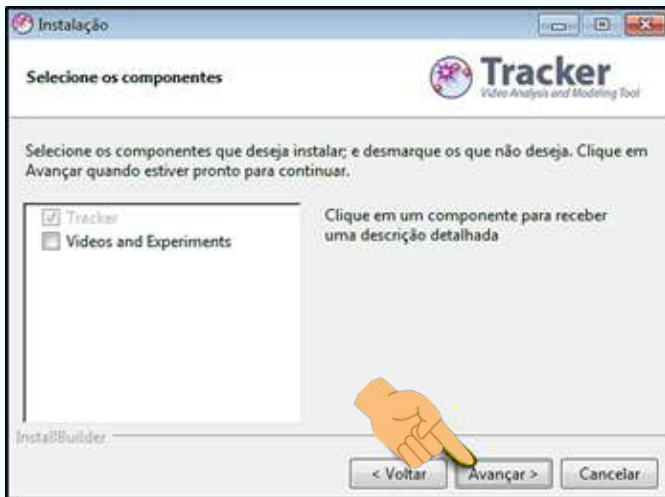 Instalação
Selecione os componentes
Tracker
Video Analysis and Modeling Tool
Selecione os componentes que deseja instalar; e desmarque os que não deseja. Clique em
Avançar quando estiver pronto para continuar.
Tracker
Videos and Experiments
Clique em um componente para receber
uma descrição detalhada
InstallBuilder
< Voltar
Avançar >
Cancelar